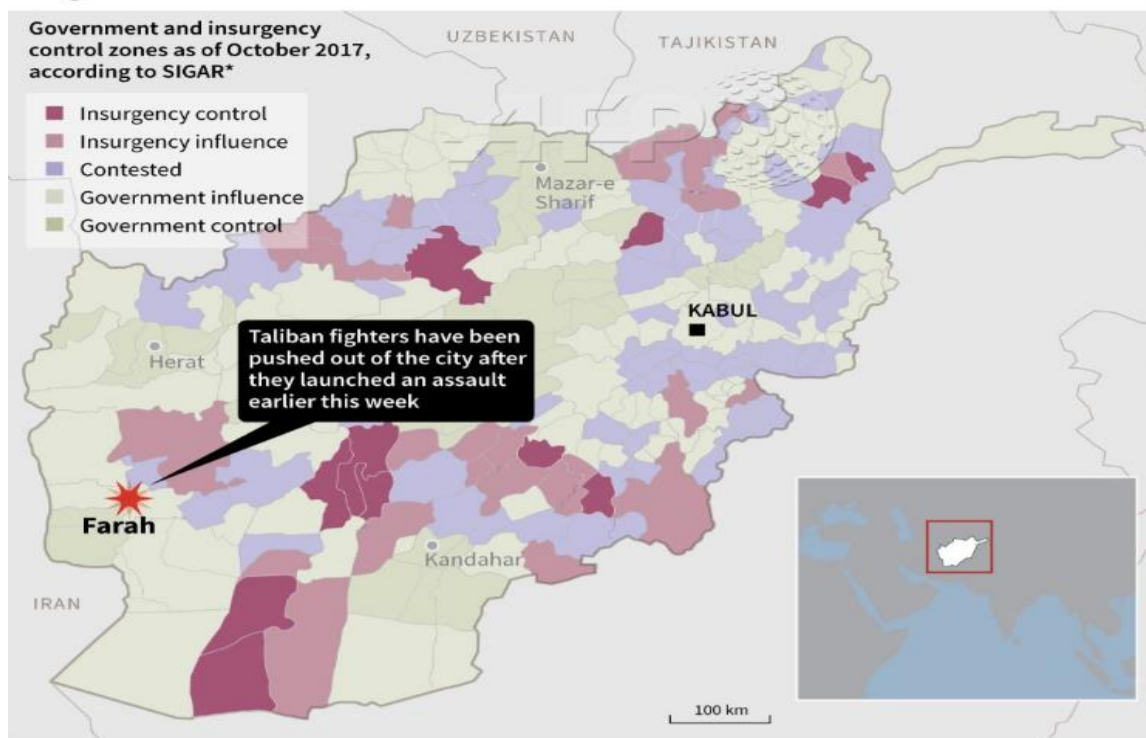 Government and insurgency
control zones as of October 2017,
according to SIGAR*
Insurgency control
Insurgency influence
Contested
Government influence
Government control
UZBEKISTAN
TAJIKISTAN
AFP
Mazar-e
Sharif
KABUL
Herat
Taliban fighters have been
pushed out of the city after
they launched an assault
earlier this week
Farah
Kandahar
IRAN
100 km